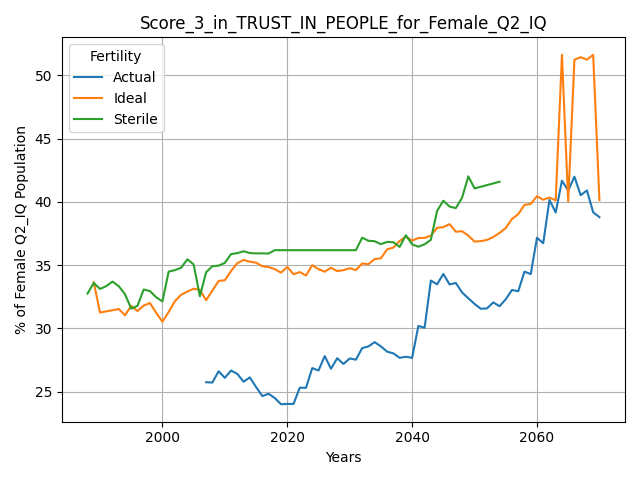 Score_3_in_TRUST_IN_PEOPLE_for_Female_Q2_IQ
Fertility
Actual
Ideal
Sterile
% of Female Q2_IQ Population
50
45
40
35
30
25
2000
2020
2040
2060
Years